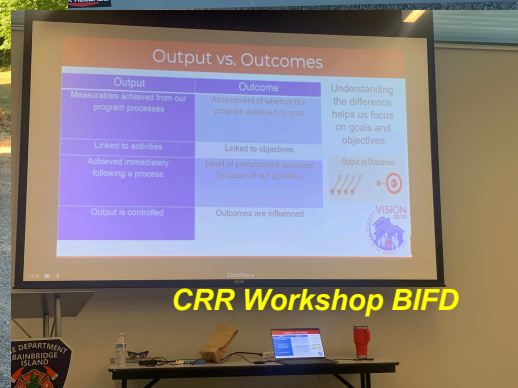 Output vs. Outcomes
Output
Outcome
Measurables achieved from our
program processes
Assessment of whether our
program achieved its goal
Linked to activities
Linked to objectives
Achieved immediately
following a process
Level of performance achieved
because of our activities
Output is controlled
Outcomes are influenced
Understanding
the difference
helps us focus
on goals and
objectives
Output vs Outcomes
VISION
20/20
ClickShare
CRR Workshop BIFD
E DEPARTMENT
BAINBRIDGE
ISLAND